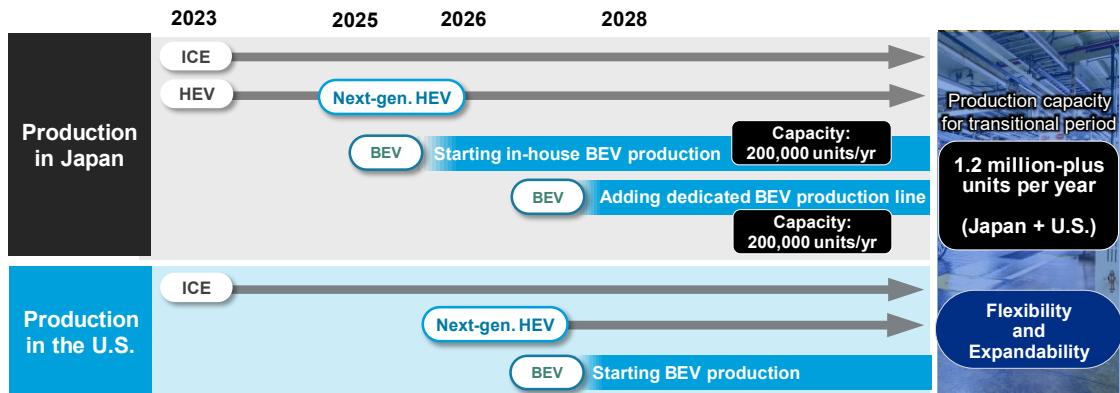 2023 2025 2026 2028
Production
in Japan
ICE
HEV
Next-gen. HEV
BEV
Starting in-house BEV production
Capacity:
200,000 units/yr
BEV
Adding dedicated BEV production line
Capacity:
200,000 units/yr
Production
in the U.S.
ICE
Next-gen. HEV
BEV
Starting BEV production
Production capacity
for transitional period
1.2 million-plus
units per year
(Japan + U.S.)
Flexibility
and
Expandability